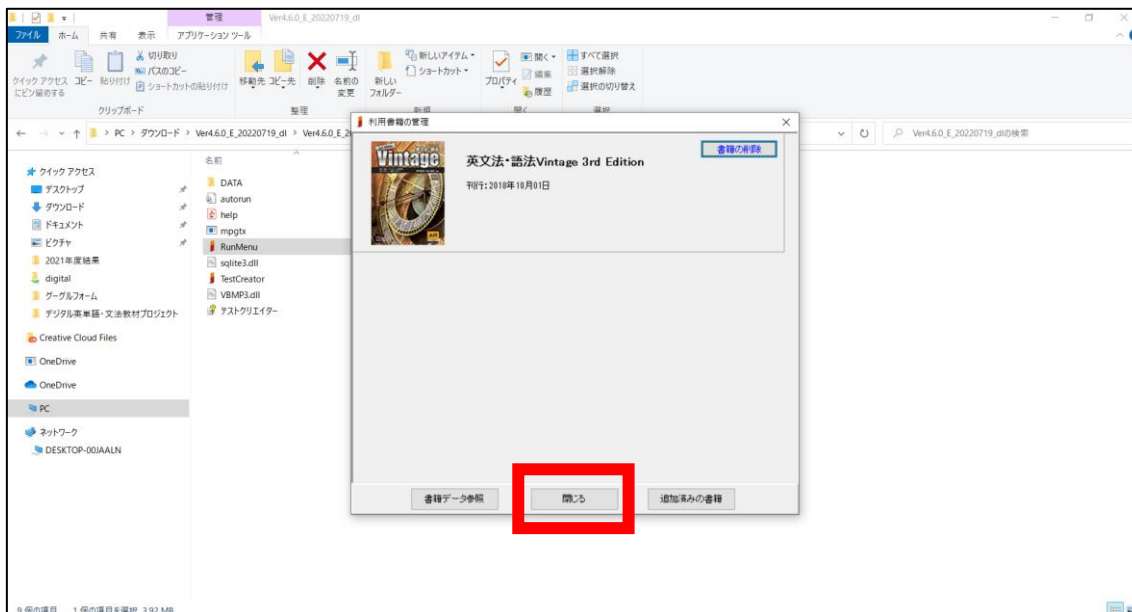 管理
Ver4.6.0_E_20220719_dl
ファイル ホーム 共有 表示 アプリケーション ツール
クイック アクセス
にピン留めする
コピー
貼り付け
切り取り
パスのコピー
ショートカットの貼り付け
クリップボード
移動先
コピー先
削除
名前の
変更
整理
新しい
フォルダー
新しいアイテム
ショートカット
新規
プロパティ
開く
編集
履歴
開く
すべて選択
選択解除
選択の切り替え
選択
PC > ダウンロード > Ver4.6.0_E_20220719_dl >
Ver4.6.0_E_20220719_dlの検索
クイック アクセス
デスクトップ
ダウンロード
ドキュメント
ピクチャ
2021年度結果
digital
グーグルフォーム
デジタル英単語・文法教材プロジェクト
Creative Cloud Files
OneDrive
OneDrive
PC
ネットワーク
DESKTOP-00JAALN
名前
DATA
autorun
help
mpgtx
RunMenu
sqlite3.dll
TestCreator
VBMP3.dll
テストクリエイター
利用書籍の管理
Vintage
英文法・語法Vintage 3rd Edition
刊行：2018年10月01日
書籍の削除
書籍データ参照
閉じる
追加済みの書籍
9 個の項目 1 個の項目を選択 3.92 MB